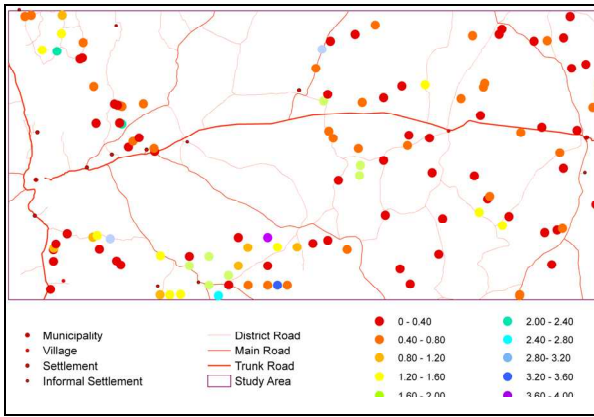 Municipality
Village
Settlement
Informal Settlement
District Road
Main Road
Trunk Road
Study Area
0 - 0.40
0.40 - 0.80
0.80 - 1.20
1.20 - 1.60
1.60 - 2.00
2.00 - 2.40
2.40 - 2.80
2.80- 3.20
3.20 - 3.60
3.60 - 4.00